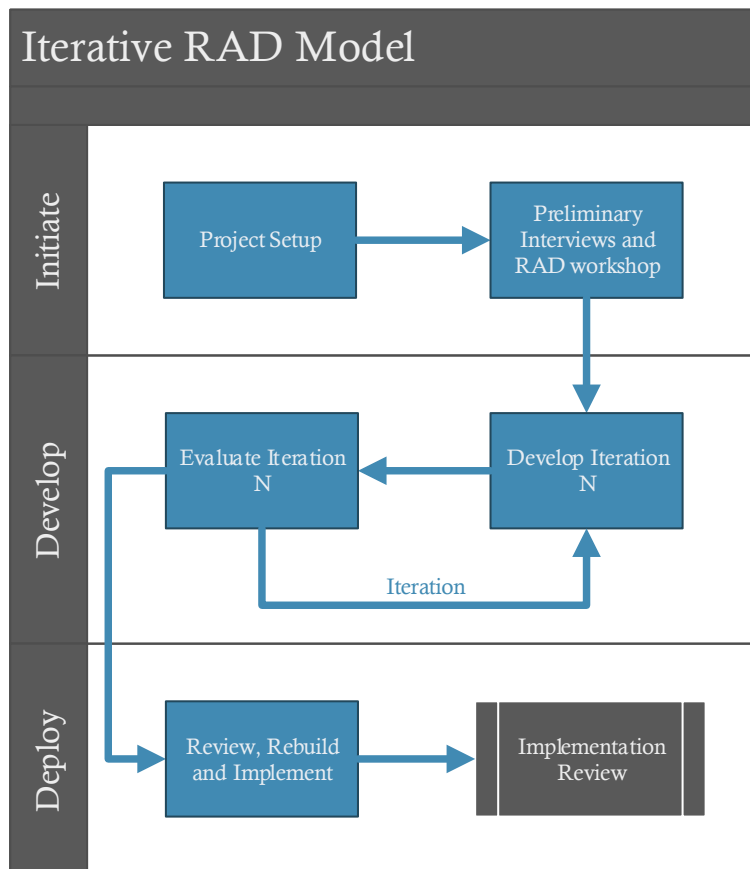 Iterative RAD Model
Initiate
Project Setup
Preliminary
Interviews and
RAD workshop
Develop
Evaluate Iteration
N
Develop Iteration
N
Iteration
Deploy
Review, Rebuild
and Implement
Implementation
Review